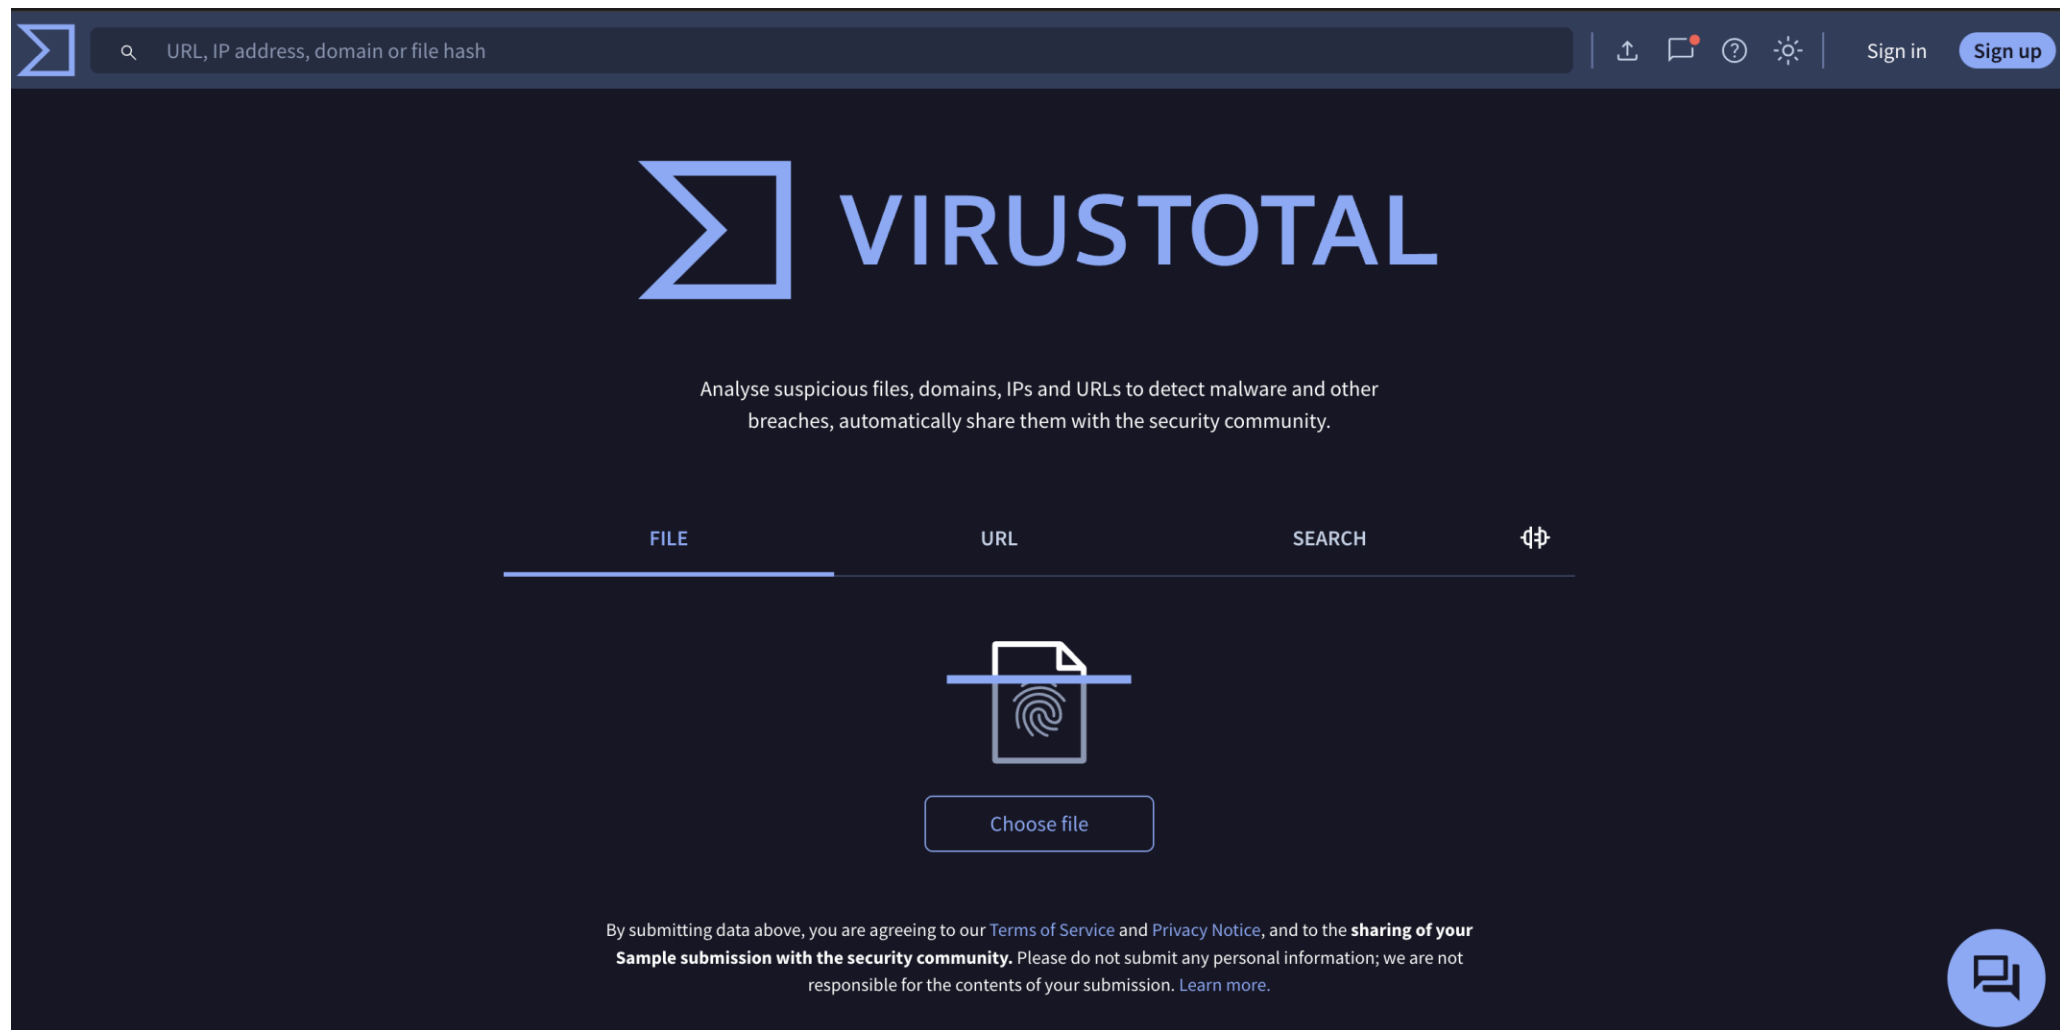 URL, IP address, domain or file hash
Sign in
Sign up
VIRUSTOTAL
Analyse suspicious files, domains, IPs and URLs to detect malware and other
breaches, automatically share them with the security community.
FILE
URL
SEARCH
Choose file
By submitting data above, you are agreeing to our Terms of Service and Privacy Notice, and to the sharing of your
Sample submission with the security community. Please do not submit any personal information; we are not
responsible for the contents of your submission. Learn more.